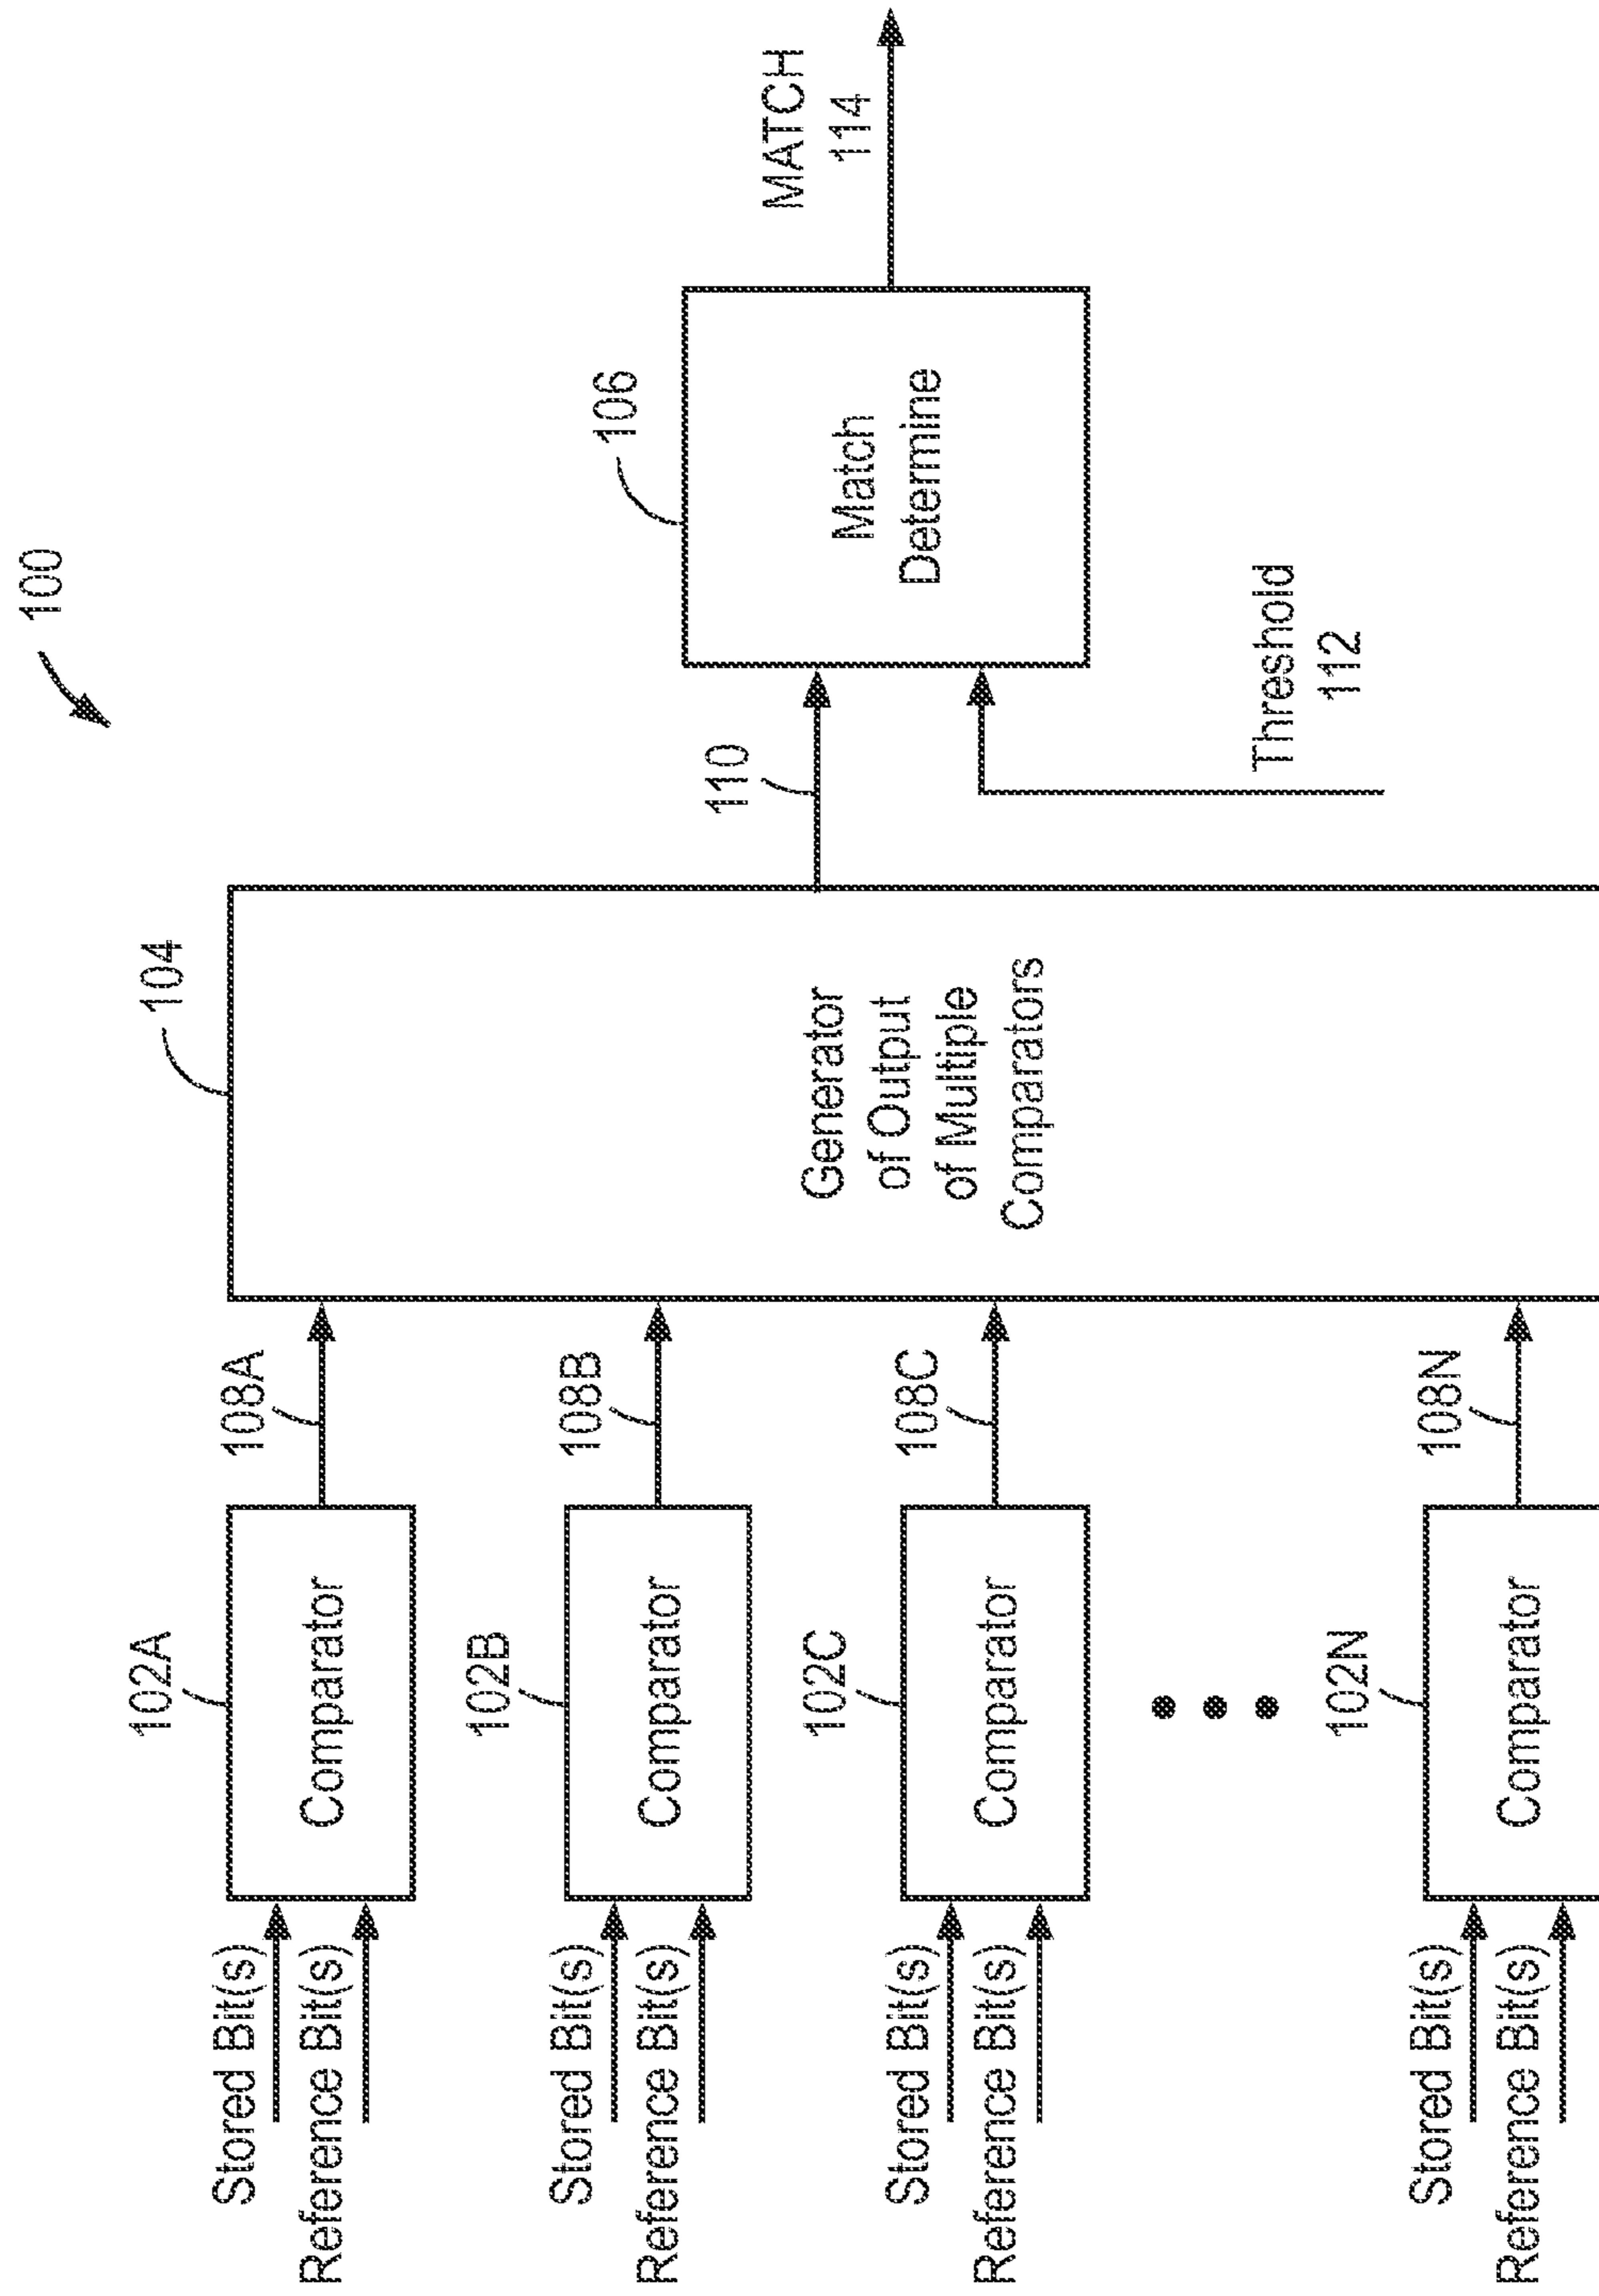 100
102A
Stored Bit(s)
Reference Bit(s)
Comparator
108A
102B
Stored Bit(s)
Reference Bit(s)
Comparator
108B
102C
Stored Bit(s)
Reference Bit(s)
Comparator
108C
102N
Stored Bit(s)
Reference Bit(s)
Comparator
108N
104
Generator
of Output
of Multiple
Comparators
110
106
Match
Determine
Threshold
112
MATCH
114